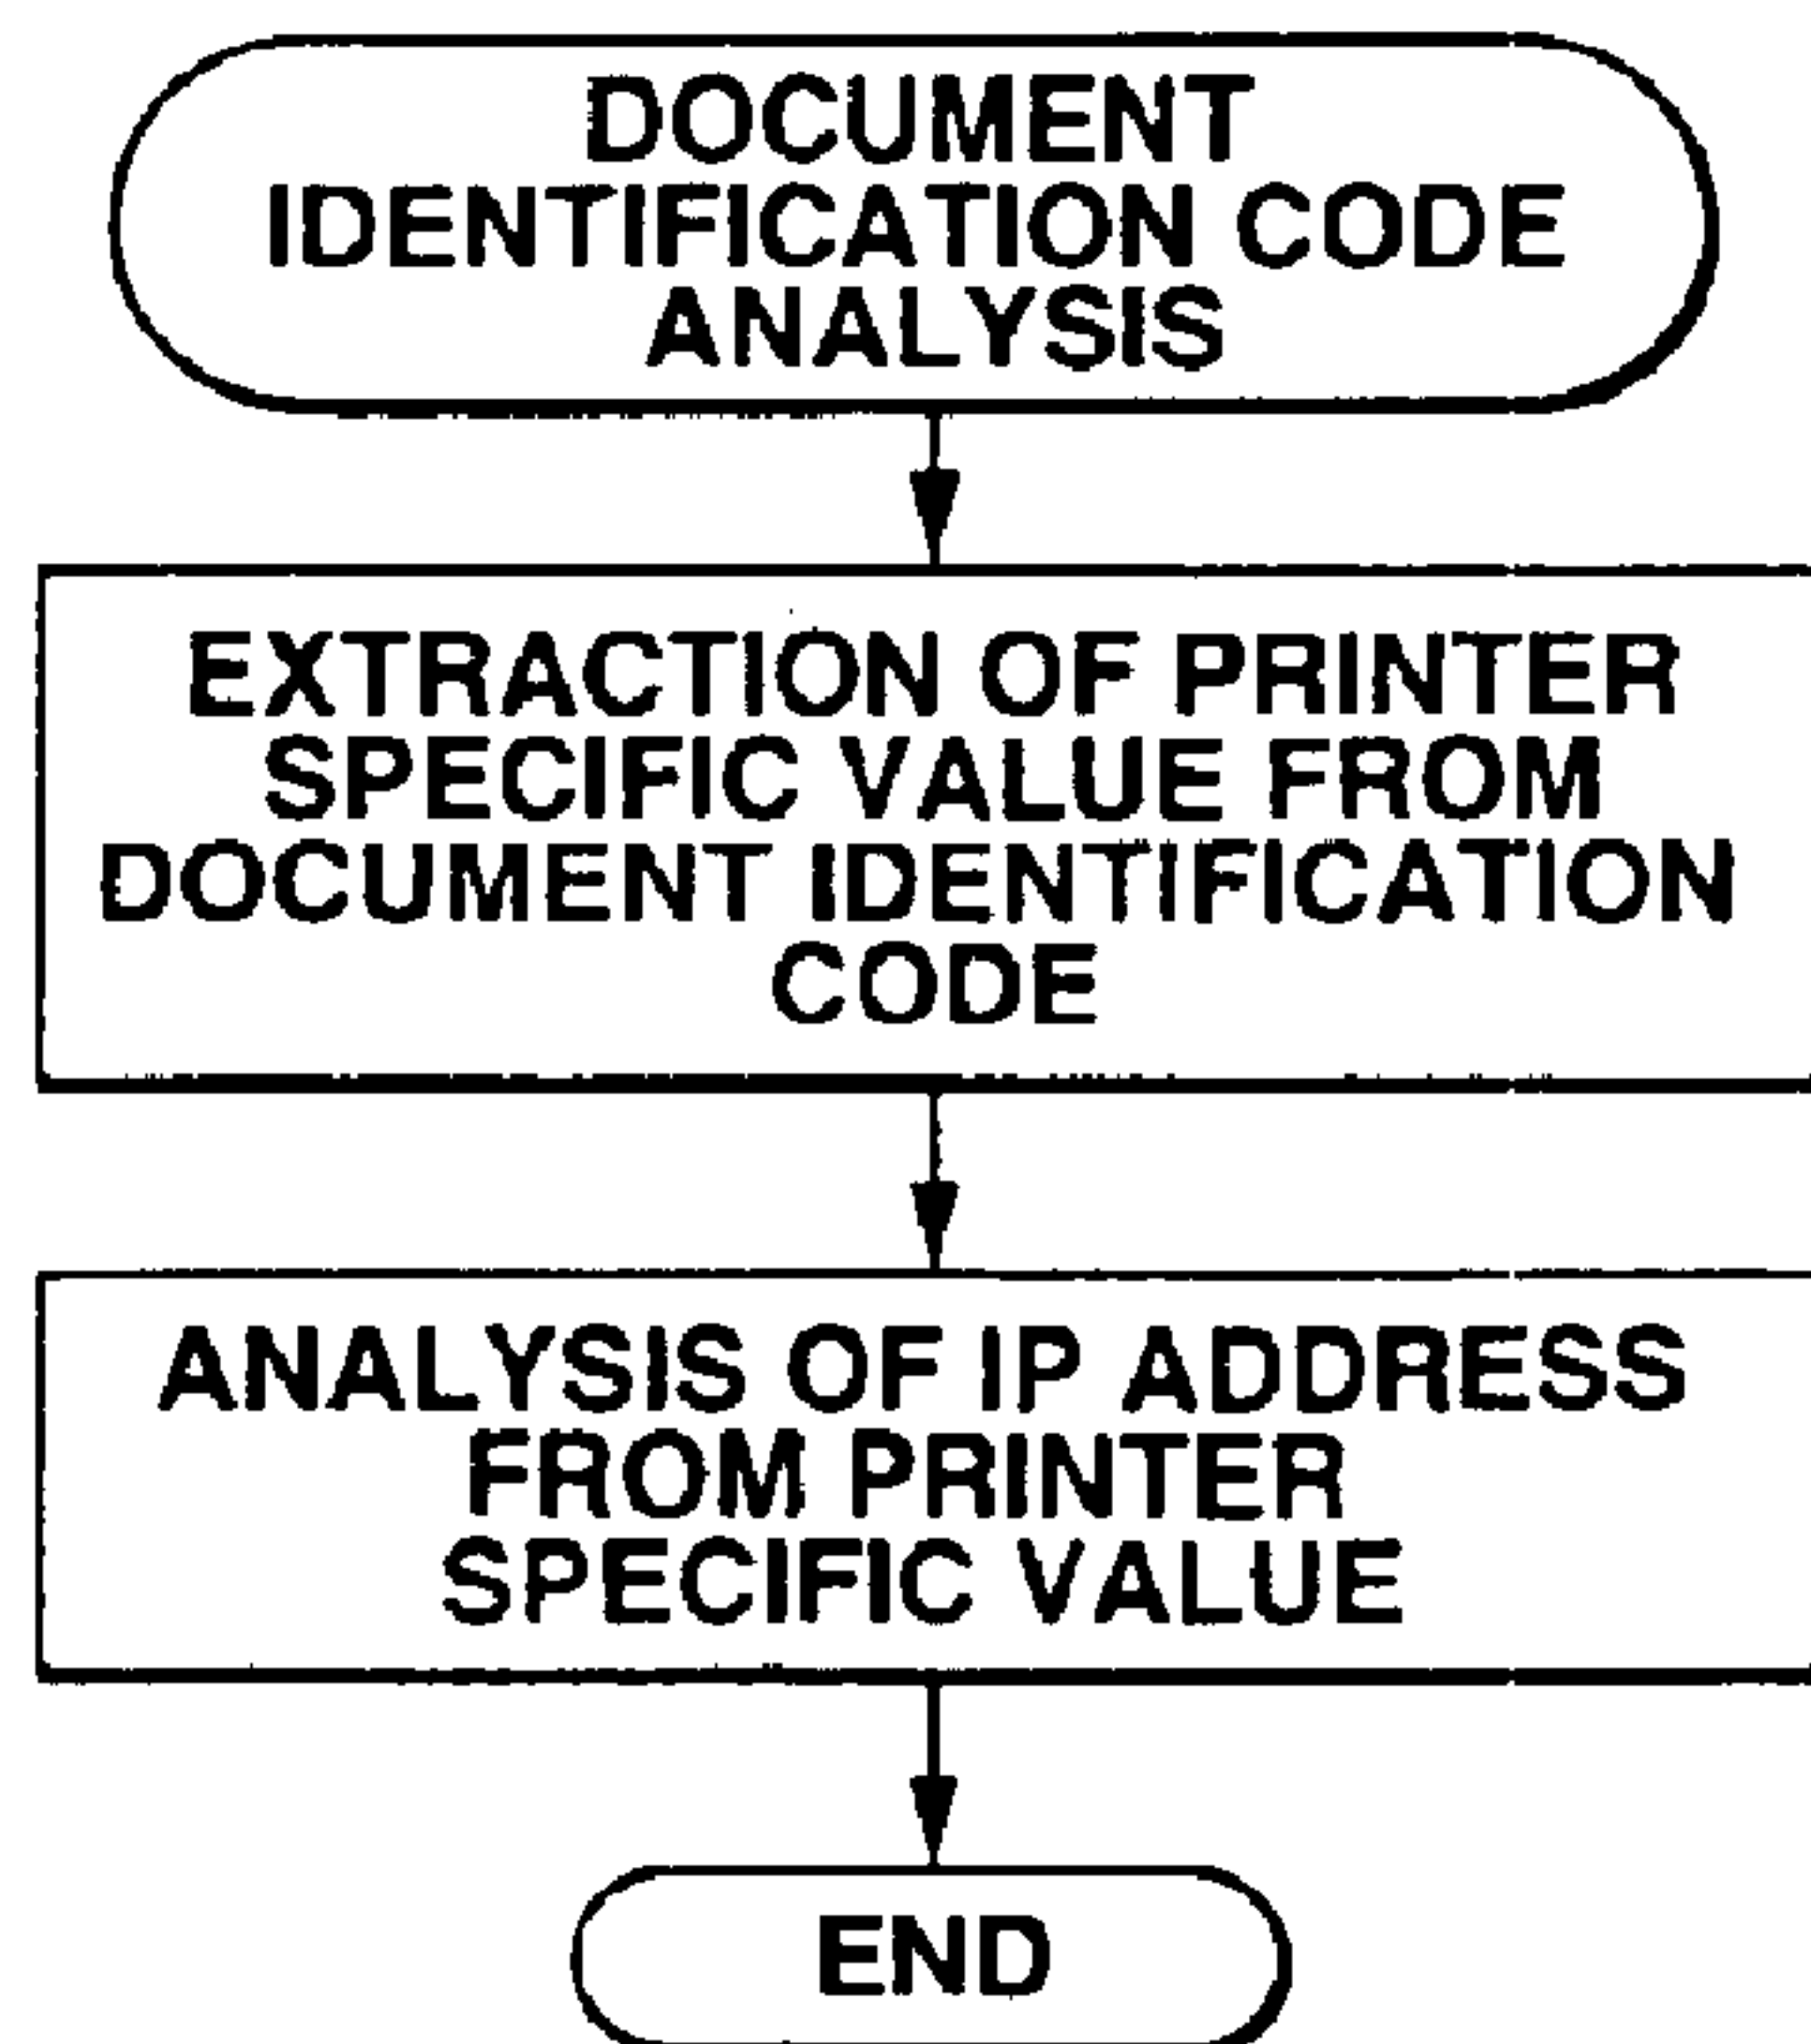 DOCUMENT
IDENTIFICATION CODE
ANALYSIS
EXTRACTION OF PRINTER
SPECIFIC VALUE FROM
DOCUMENT IDENTIFICATION
CODE
ANALYSIS OF IP ADDRESS
FROM PRINTER
SPECIFIC VALUE
END